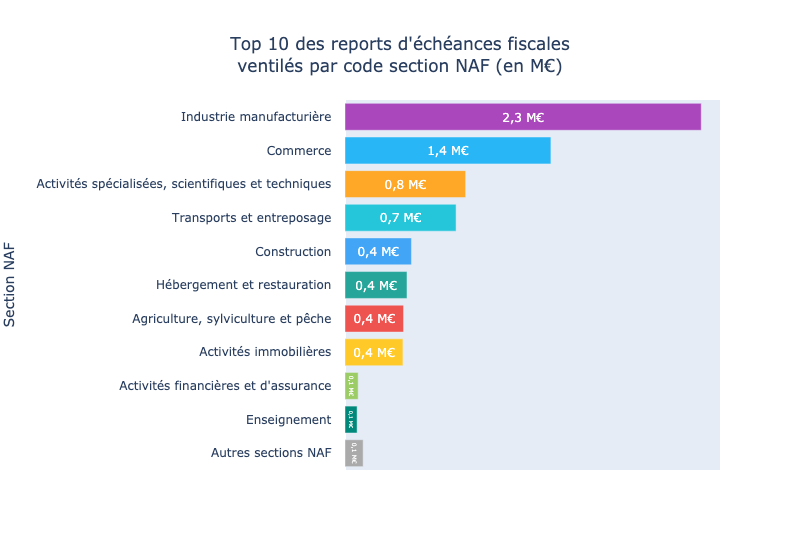 Top 10 des reports d'échéances fiscales
ventilés par code section NAF (en M€)
Section NAF
Industrie manufacturière 2,3 M€
Commerce 1,4 M€
Activités spécialisées, scientifiques et techniques 0,8 M€
Transports et entreposage 0,7 M€
Construction 0,4 M€
Hébergement et restauration 0,4 M€
Agriculture, sylviculture et pêche 0,4 M€
Activités immobilières 0,4 M€
Activités financières et d'assurance 0,1 M€
Enseignement 0,1 M€
Autres sections NAF 0,1 M€